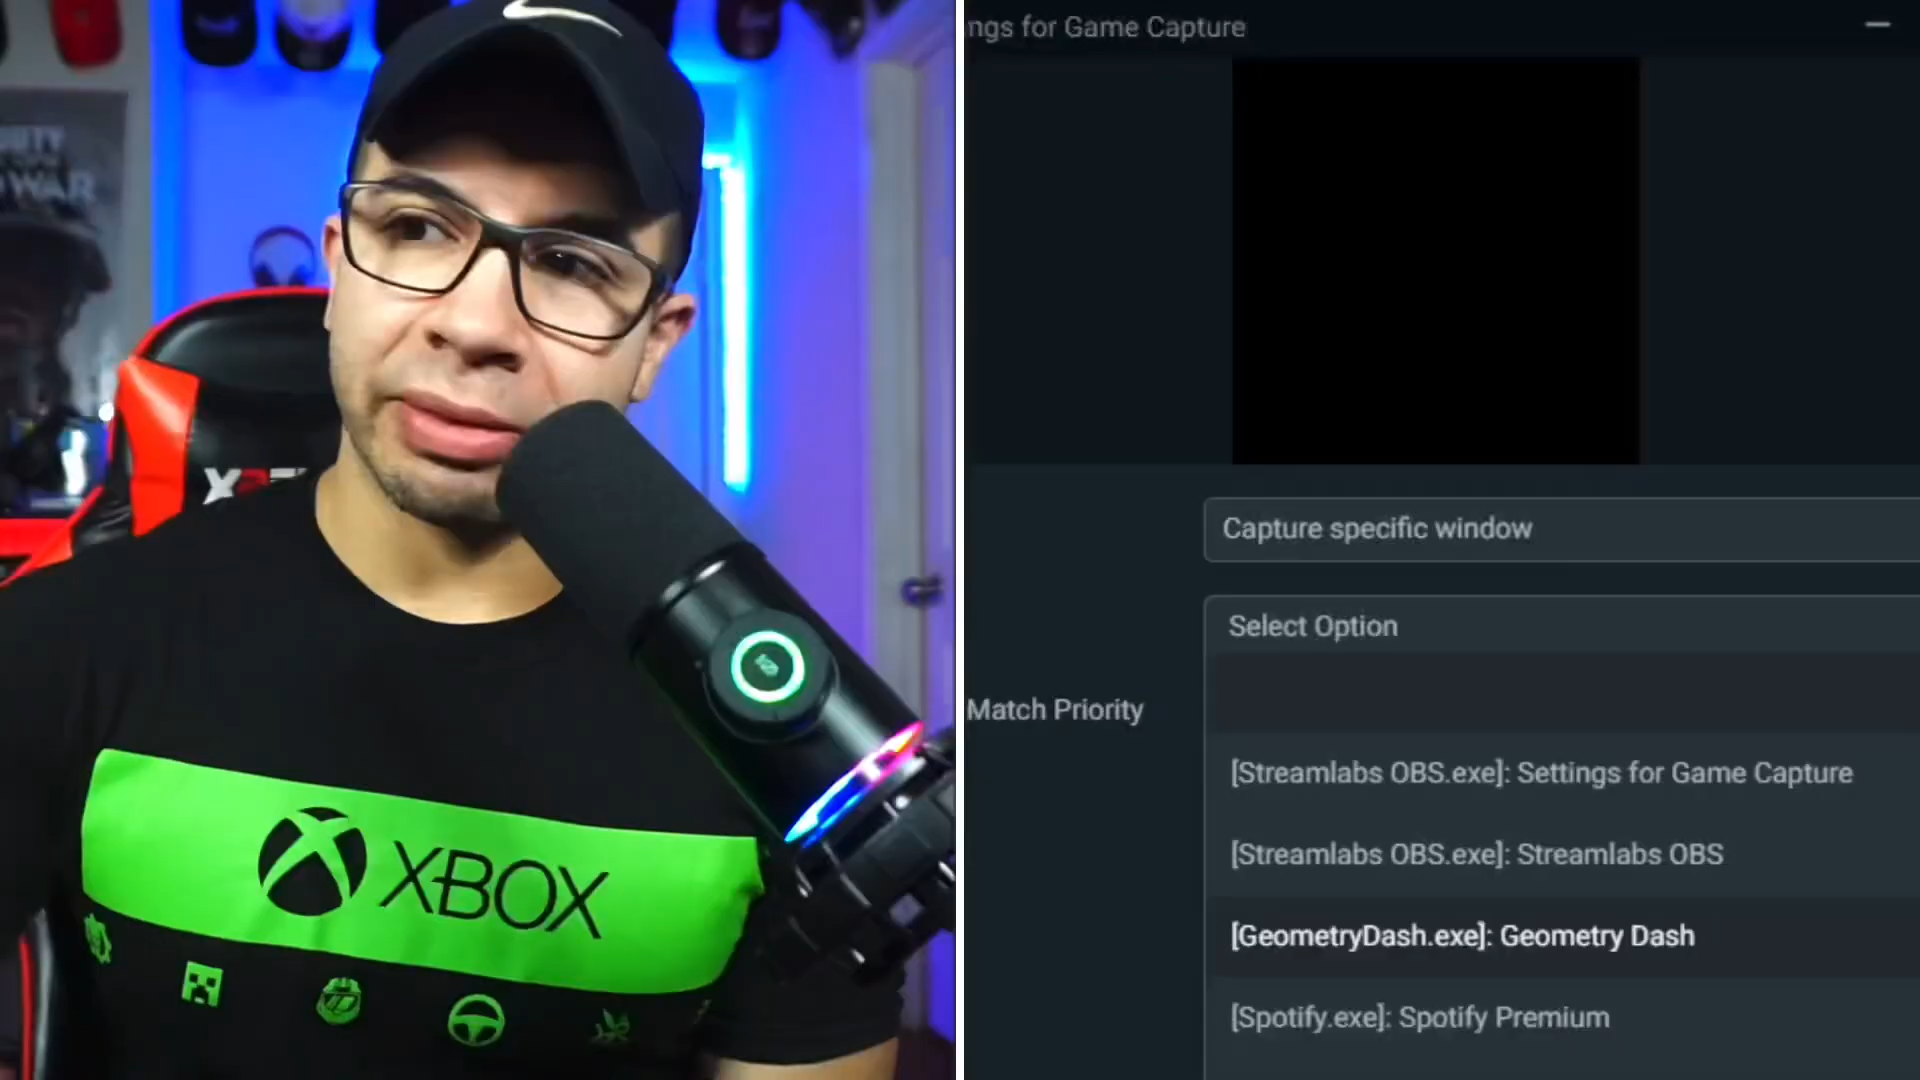 WAR
XBOX
ngs for Game Capture
Capture specific window
Select Option
Match Priority
[Streamlabs OBS.exe]: Settings for Game Capture
[Streamlabs OBS.exe]: Streamlabs OBS
[GeometryDash.exe]: Geometry Dash
[Spotify.exe]: Spotify Premium